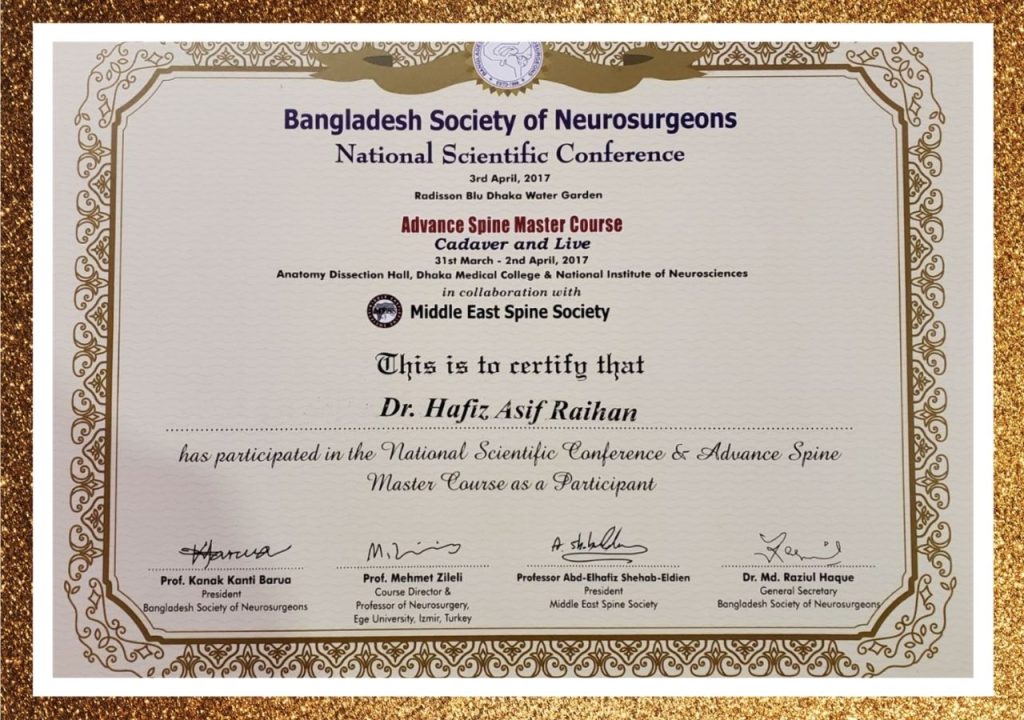 Bangladesh Society of Neurosurgeons
National Scientific Conference
3rd April, 2017
Radisson Blu Dhaka Water Garden
Advance Spine Master Course
Cadaver and Live
31st March - 2nd April, 2017
Anatomy Dissection Hall, Dhaka Medical College & National Institute of Neurosciences
in collaboration with
Middle East Spine Society
This is to certify that
Dr. Hafiz Asif Raihan
has participated in the National Scientific Conference & Advance Spine
Master Course as a Participant
Prof. Kanak Kanti Barua
President
Bangladesh Society of Neurosurgeons
Prof. Mehmet Zileli
Course Director &
Professor of Neurosurgery,
Ege University, Izmir, Turkey
Professor Abd-Elhafiz Shehab-Eldien
President
Middle East Spine Society
Dr. Md. Raziul Haque
General Secretary
Bangladesh Society of Neurosurgeons